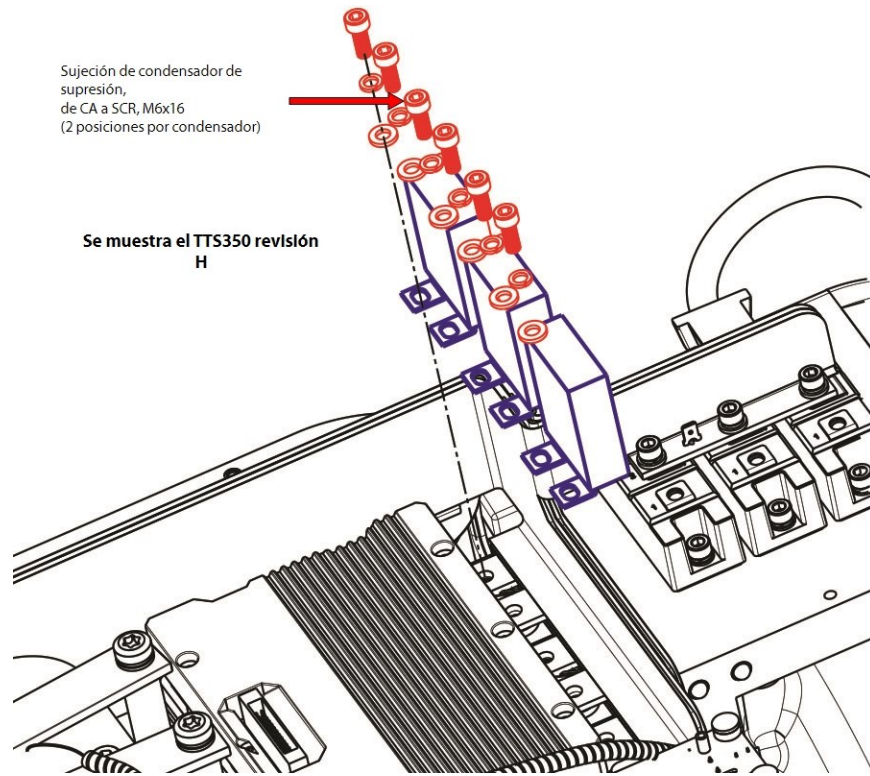 Sujeción de condensador de
supresión,
de CA a SCR, M6x16
(2 posiciones por condensador)
Se muestra el TTS350 revisión
H